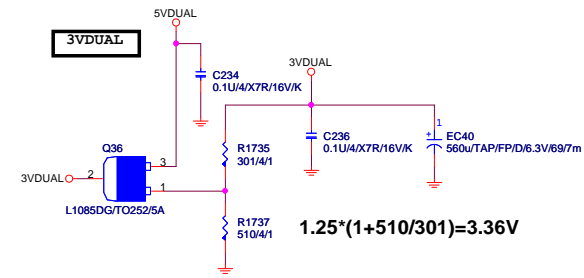 5VDUAL
3VDUAL
3VDUAL
C234
0.1U/4/X7R/16V/K
1
Q36
R1735
301/4/1
C236
0.1U/4/X7R/16V/K
EC40
560u/TAP/FP/D/6.3V/69/7m
3
3VDUAL
2
1
L1085DG/TO252/5A
R1737
510/4/1
1.25*(1+510/301)=3.36V